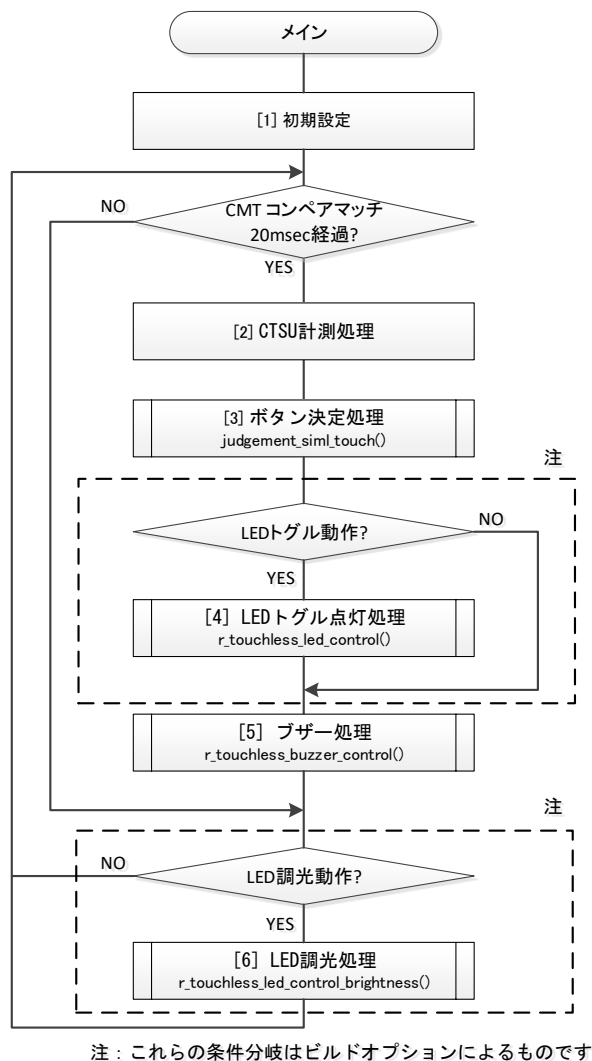 メイン
[1] 初期設定
CMT コンペアマッチ
20msec経過?
NO
YES
[2] CTSU計測処理
[3] ボタン決定処理
judgement_siml_touch()
注
LEDトグル動作?
NO
YES
[4] LEDトグル点灯処理
r_touchless_led_control()
[5] ブザー処理
r_touchless_buzzer_control()
注
NO
LED調光動作?
YES
[6] LED調光処理
r_touchless_led_control_brightness()
注：これらの条件分岐はビルドオプションによるものです